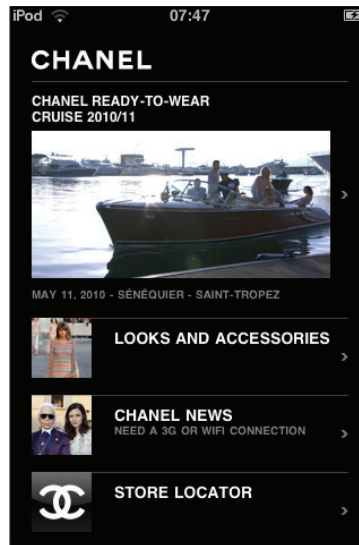 iPod 07:47
CHANEL
CHANEL READY-TO-WEAR
CRUISE 2010/11
MAY 11, 2010 - SÉNÉQUIER - SAINT-TROPEZ
LOOKS AND ACCESSORIES
CHANEL NEWS
NEED A 3G OR WIFI CONNECTION
STORE LOCATOR